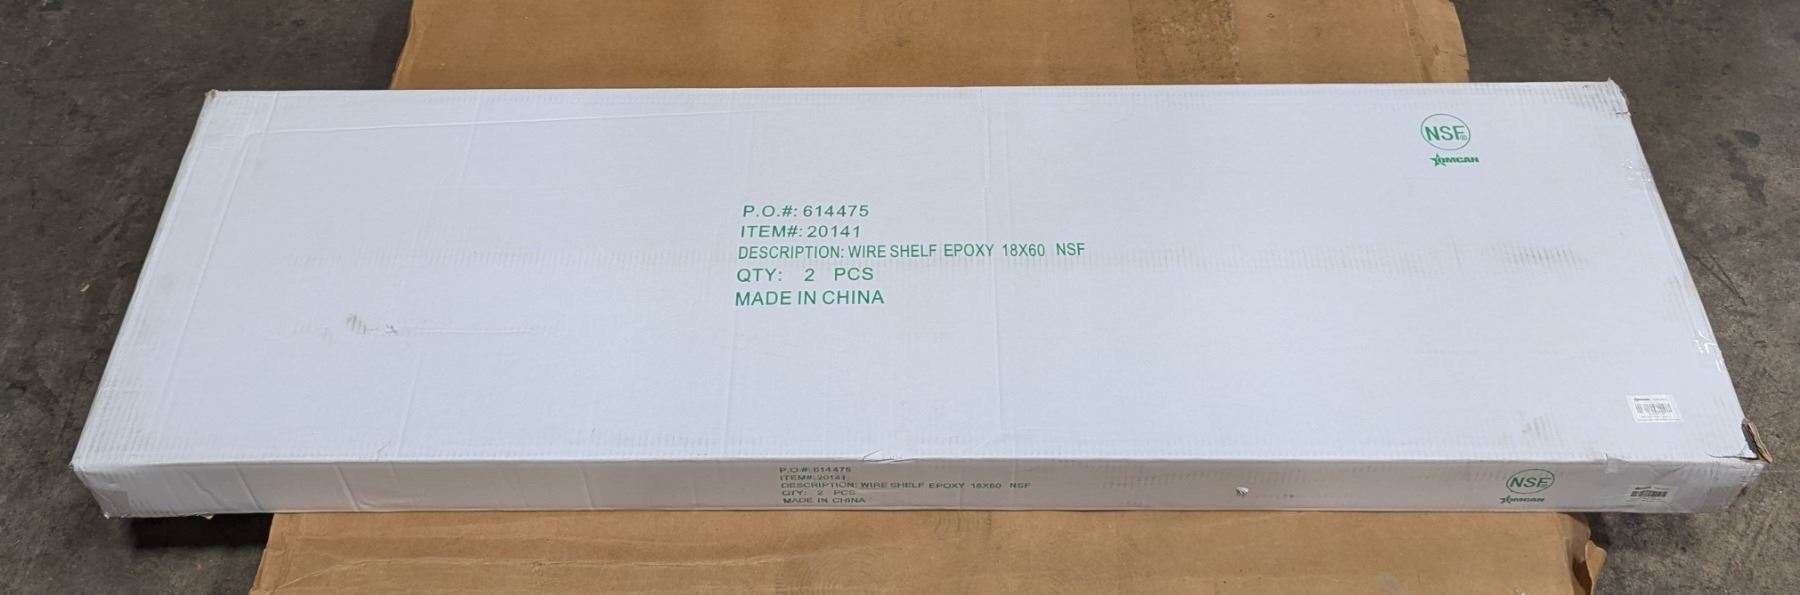 NSF®
OMCAN
P.O.#: 614475
ITEM#: 20141
DESCRIPTION: WIRE SHELF EPOXY 18X60 NSF
QTY: 2 PCS
MADE IN CHINA
P.O.#: 614475
ITEM#: 20141
DESCRIPTION: WIRE SHELF EPOXY 18X60 NSF
QTY: 2 PCS
MADE IN CHINA
NSF®
OMCAN